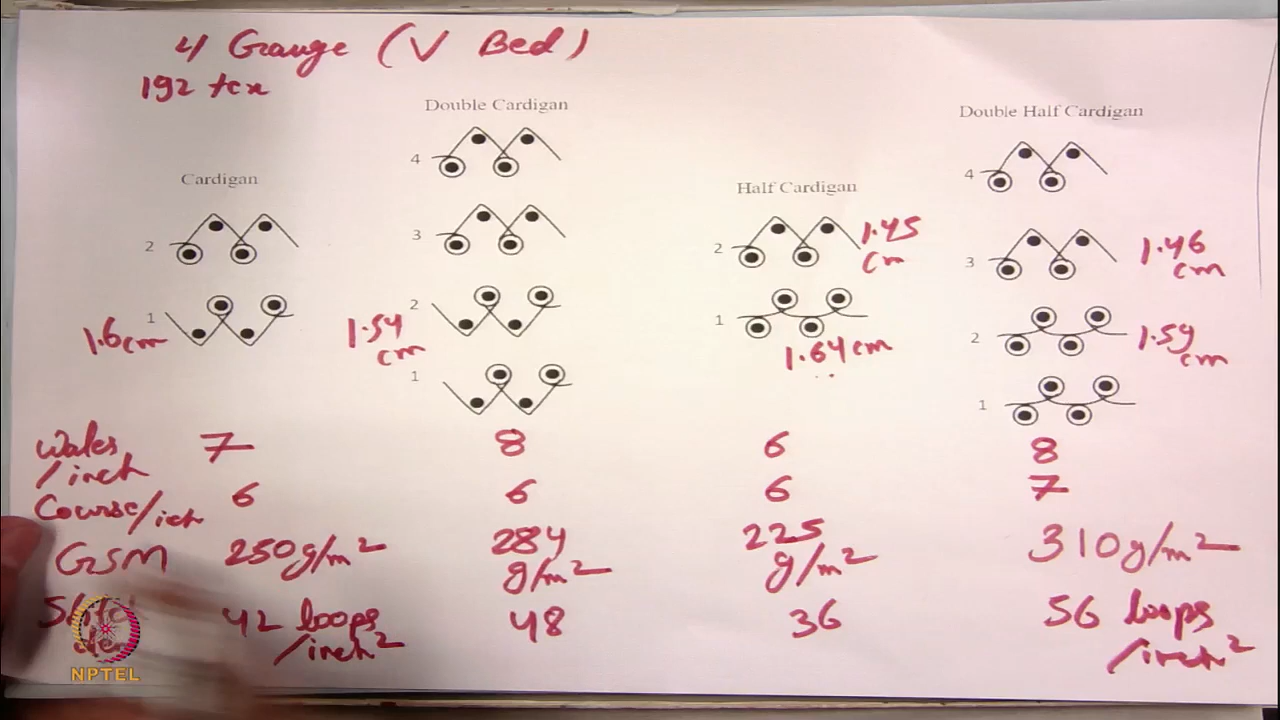 4 Grauge (V Bed)
192 tex
Double Cardigan
Double Half Cardigan
4
4
Cardigan
Half Cardigan
3
2
2
1.45
cm
3
1.46
cm
2
1
1.6cm
1.54
cm
1
1.64cm
2
1.59
cm
1
1
Wales
/inch
7
8
6
8
Course/ich
6
6
6
7
GSM
250g/m²
284
g/m²
225
g/m²
310g/m²
42 loops
/inch²
48
36
56 loops
/inch²
NPTEL